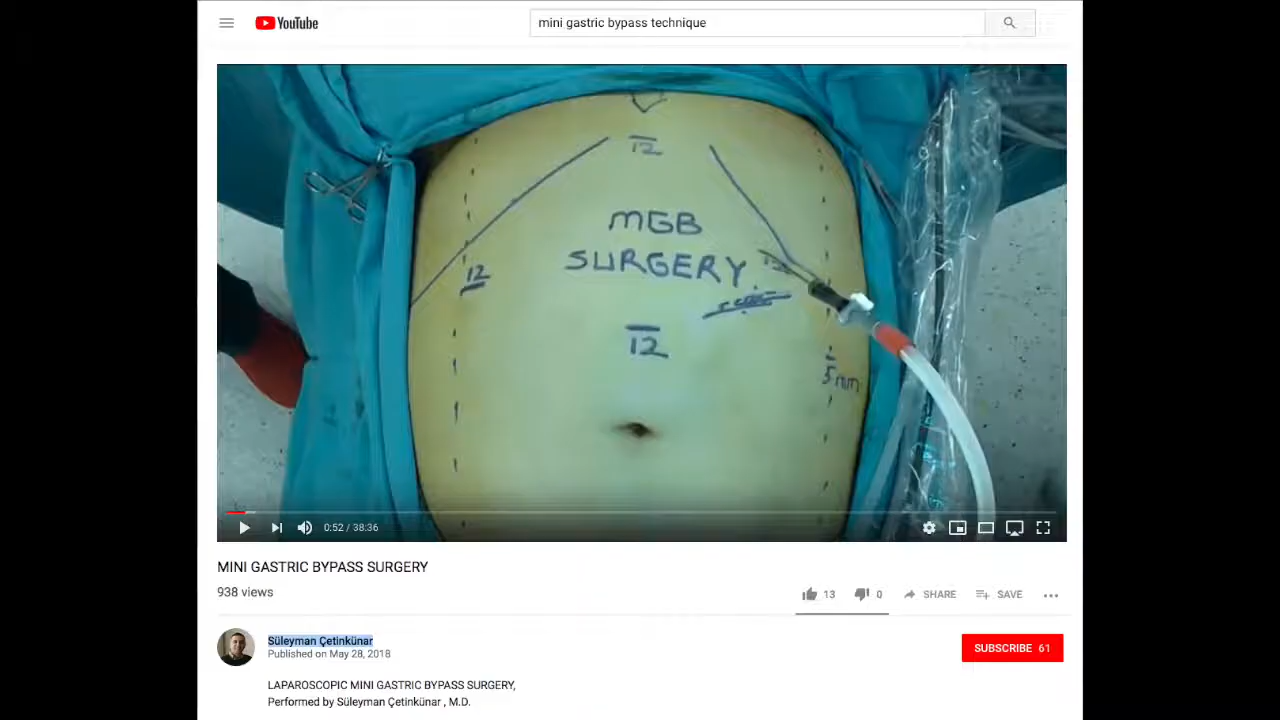 YouTube
mini gastric bypass technique
12
MGB
SURGERY
12
12
12
5 mm
0:52 / 38:36
MINI GASTRIC BYPASS SURGERY
938 views
13
0
SHARE
SAVE
Süleyman Çetinkünar
Published on May 28, 2018
SUBSCRIBE 61
LAPAROSCOPIC MINI GASTRIC BYPASS SURGERY,
Performed by Süleyman Çetinkünar , M.D.